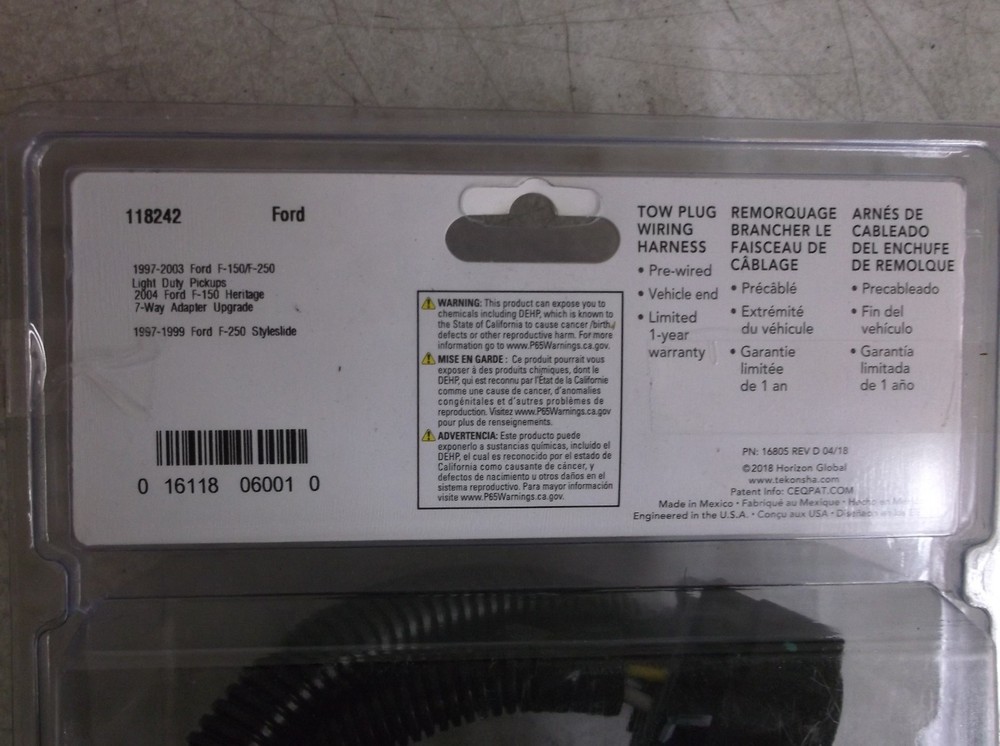 118242 Ford
1997-2003 Ford F-150/F-250
Light Duty Pickups
2004 Ford F-150 Heritage
7-Way Adapter Upgrade
1997-1999 Ford F-250 Styleslide
0 16118 06001 0
WARNING: This product can expose you to
chemicals including DEHP, which is known to
the State of California to cause cancer /birth
defects or other reproductive harm. For more
information go to www.P65Warnings.ca.gov.
MISE EN GARDE : Ce produit pourrait vous
exposer à des produits chimiques, dont le
DEHP, qui est reconnu par l'État de la Californie
comme une cause de cancer, d'anomalies
congénitales et d'autres problèmes de
reproduction. Visitez www.P65Warnings.ca.gov
pour plus de renseignements.
ADVERTENCIA: Este producto puede
exponerlo a sustancias químicas, incluido el
DEHP, el cual es reconocido por el estado de
California como causante de cáncer, y
defectos de nacimiento u otros daños en el
sistema reproductivo. Para mayor información
visite www.P65Warnings.ca.gov.
TOW PLUG
WIRING
HARNESS
• Pre-wired
• Vehicle end
• Limited
1-year
warranty
REMORQUAGE
BRANCHER LE
FAISCEAU DE
CÂBLAGE
• Précâblé
• Extrémité
du véhicule
• Garantie
limitée
de 1 an
ARNÉS DE
CABLEADO
DEL ENCHUFE
DE REMOLQUE
• Precableado
• Fin del
vehículo
• Garantía
limitada
de 1 año
PN: 16805 REV D 04/18
©2018 Horizon Global
www.tekonsha.com
Patent Info: CEQPAT.COM
Made in Mexico • Fabriqué au Mexique • Hecho en
Engineered in the U.S.A. • Conçu aux USA •